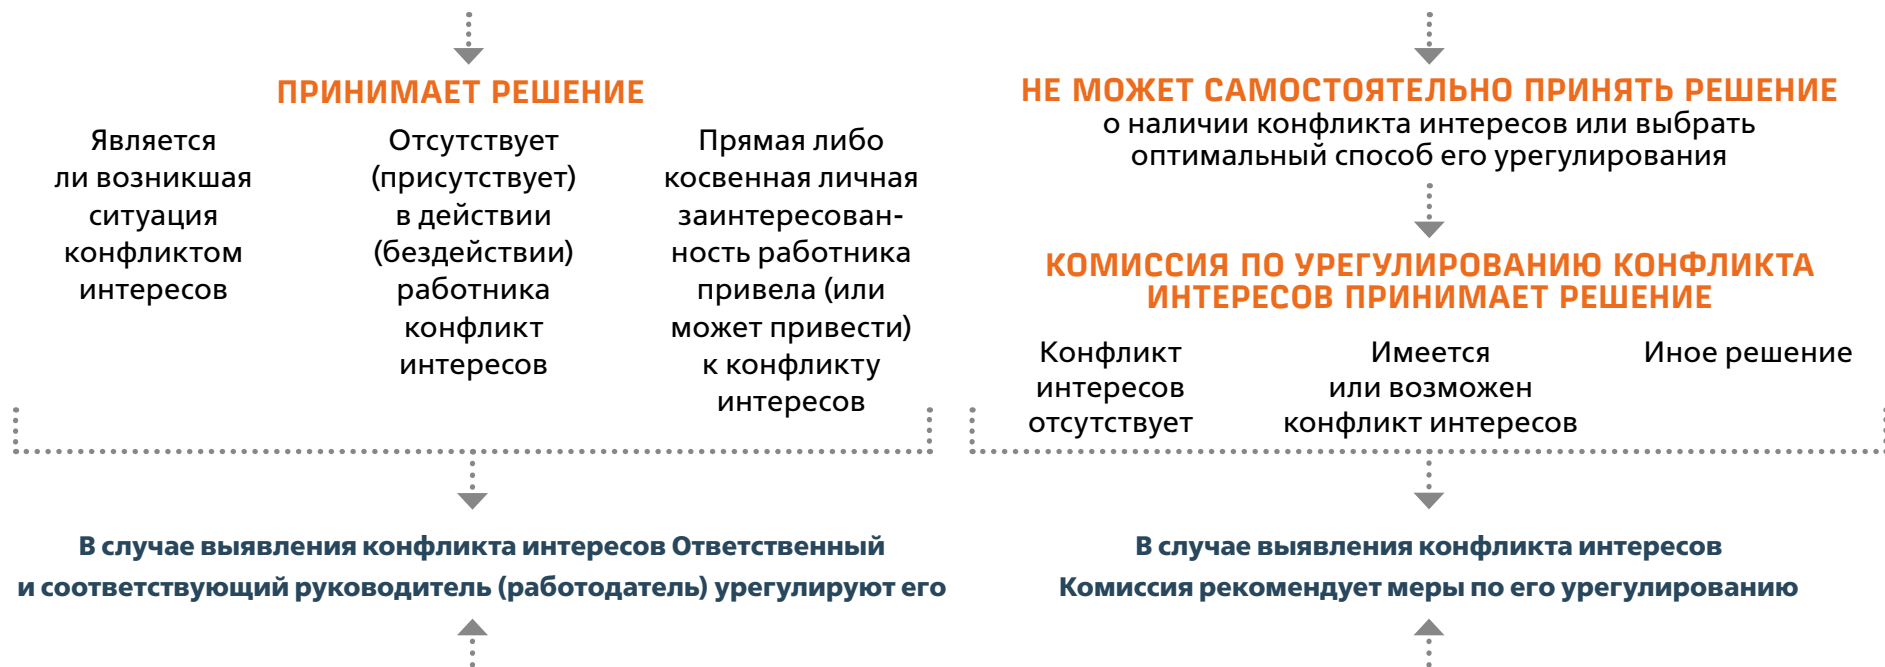 ПРИНИМАЕТ РЕШЕНИЕ
Является
ли возникшая
ситуация
конфликтом
интересов
Отсутствует
(присутствует)
в действии
(бездействии)
работника
конфликт
интересов
Прямая либо
косвенная личная
заинтересован-
ность работника
привела (или
может привести)
к конфликту
интересов
В случае выявления конфликта интересов Ответственный
и соответствующий руководитель (работодатель) урегулируют его
НЕ МОЖЕТ САМОСТОЯТЕЛЬНО ПРИНЯТЬ РЕШЕНИЕ
о наличии конфликта интересов или выбрать
оптимальный способ его урегулирования
КОМИССИЯ ПО УРЕГУЛИРОВАНИЮ КОНФЛИКТА
ИНТЕРЕСОВ ПРИНИМАЕТ РЕШЕНИЕ
Конфликт
интересов
отсутствует
Имеется
или возможен
конфликт интересов
Иное решение
В случае выявления конфликта интересов
Комиссия рекомендует меры по его урегулированию